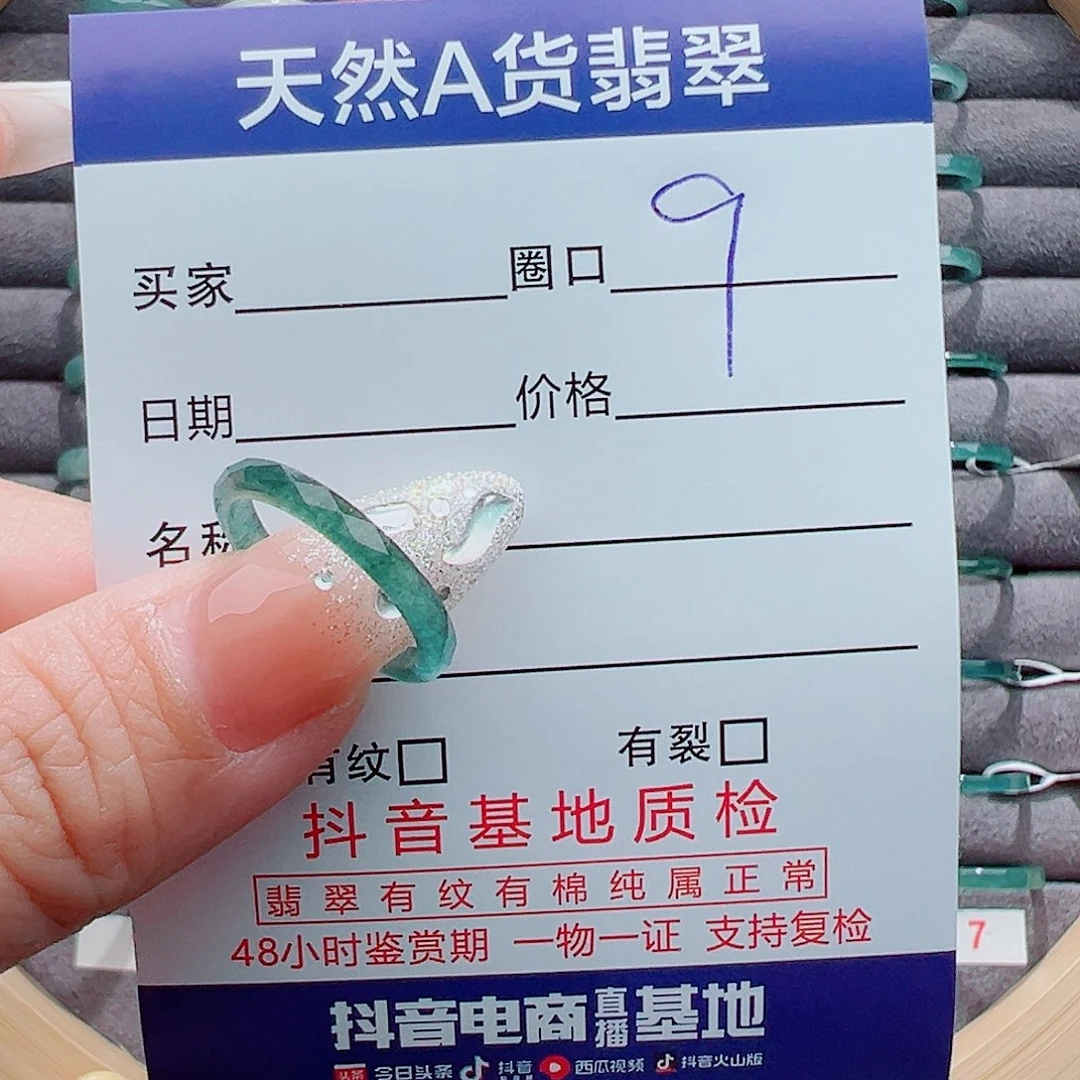 天然A货翡翠
买家 圈口 9
日期 价格
名称
有纹 有裂
抖音基地质检
翡翠有纹有棉纯属正常
48小时鉴赏期 一物一证 支持复检
抖音电商直播基地
头条 今日头条 抖音 西瓜视频 抖音火山版
7